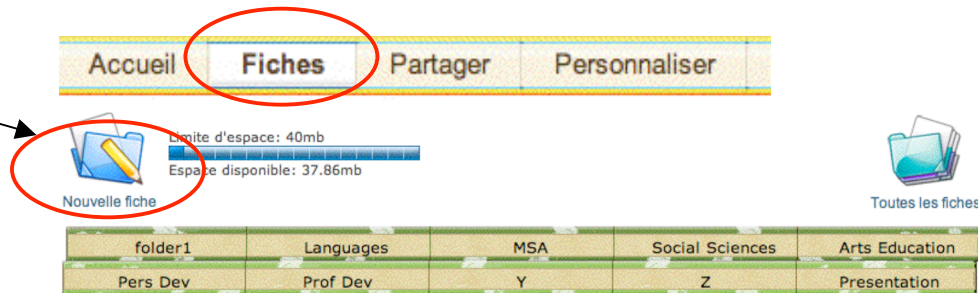 Accueil Fiches Partager Personnaliser
Limite d'espace: 40mb
Espace disponible: 37.86mb
Nouvelle fiche Toutes les fiches
folder1 Languages MSA Social Sciences Arts Education
Pers Dev Prof Dev Y Z Presentation